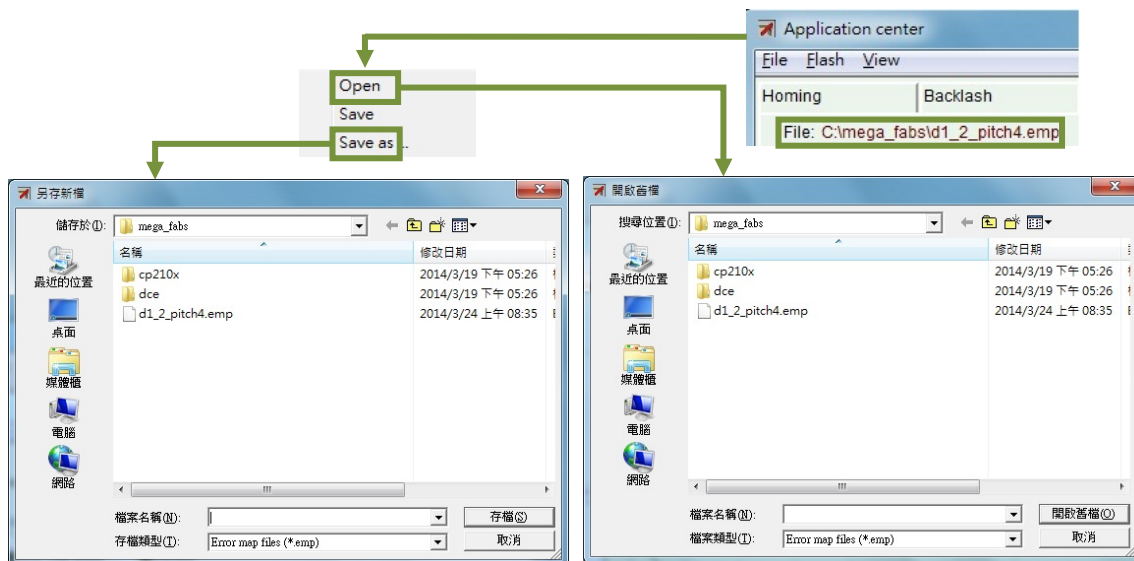 Application center
File Flash View
Homing Backlash
File: C:\mega_fabs\d1_2_pitch4.emp
Open
Save
Save as ..
另存新檔
儲存於(I): mega_fabs
名稱 修改日期
最近的位置
桌面
媒體櫃
電腦
網路
cp210x 2014/3/19 下午 05:26
dce 2014/3/19 下午 05:26
d1_2_pitch4.emp 2014/3/24 上午 08:35
檔案名稱(N): 存檔(S)
存檔類型(T): Error map files (*.emp) 取消
開啟舊檔
搜尋位置(I): mega_fabs
名稱 修改日期
最近的位置
桌面
媒體櫃
電腦
網路
cp210x 2014/3/19 下午 05:26
dce 2014/3/19 下午 05:26
d1_2_pitch4.emp 2014/3/24 上午 08:35
檔案名稱(N): 開啟舊檔(O)
檔案類型(T): Error map files (*.emp) 取消